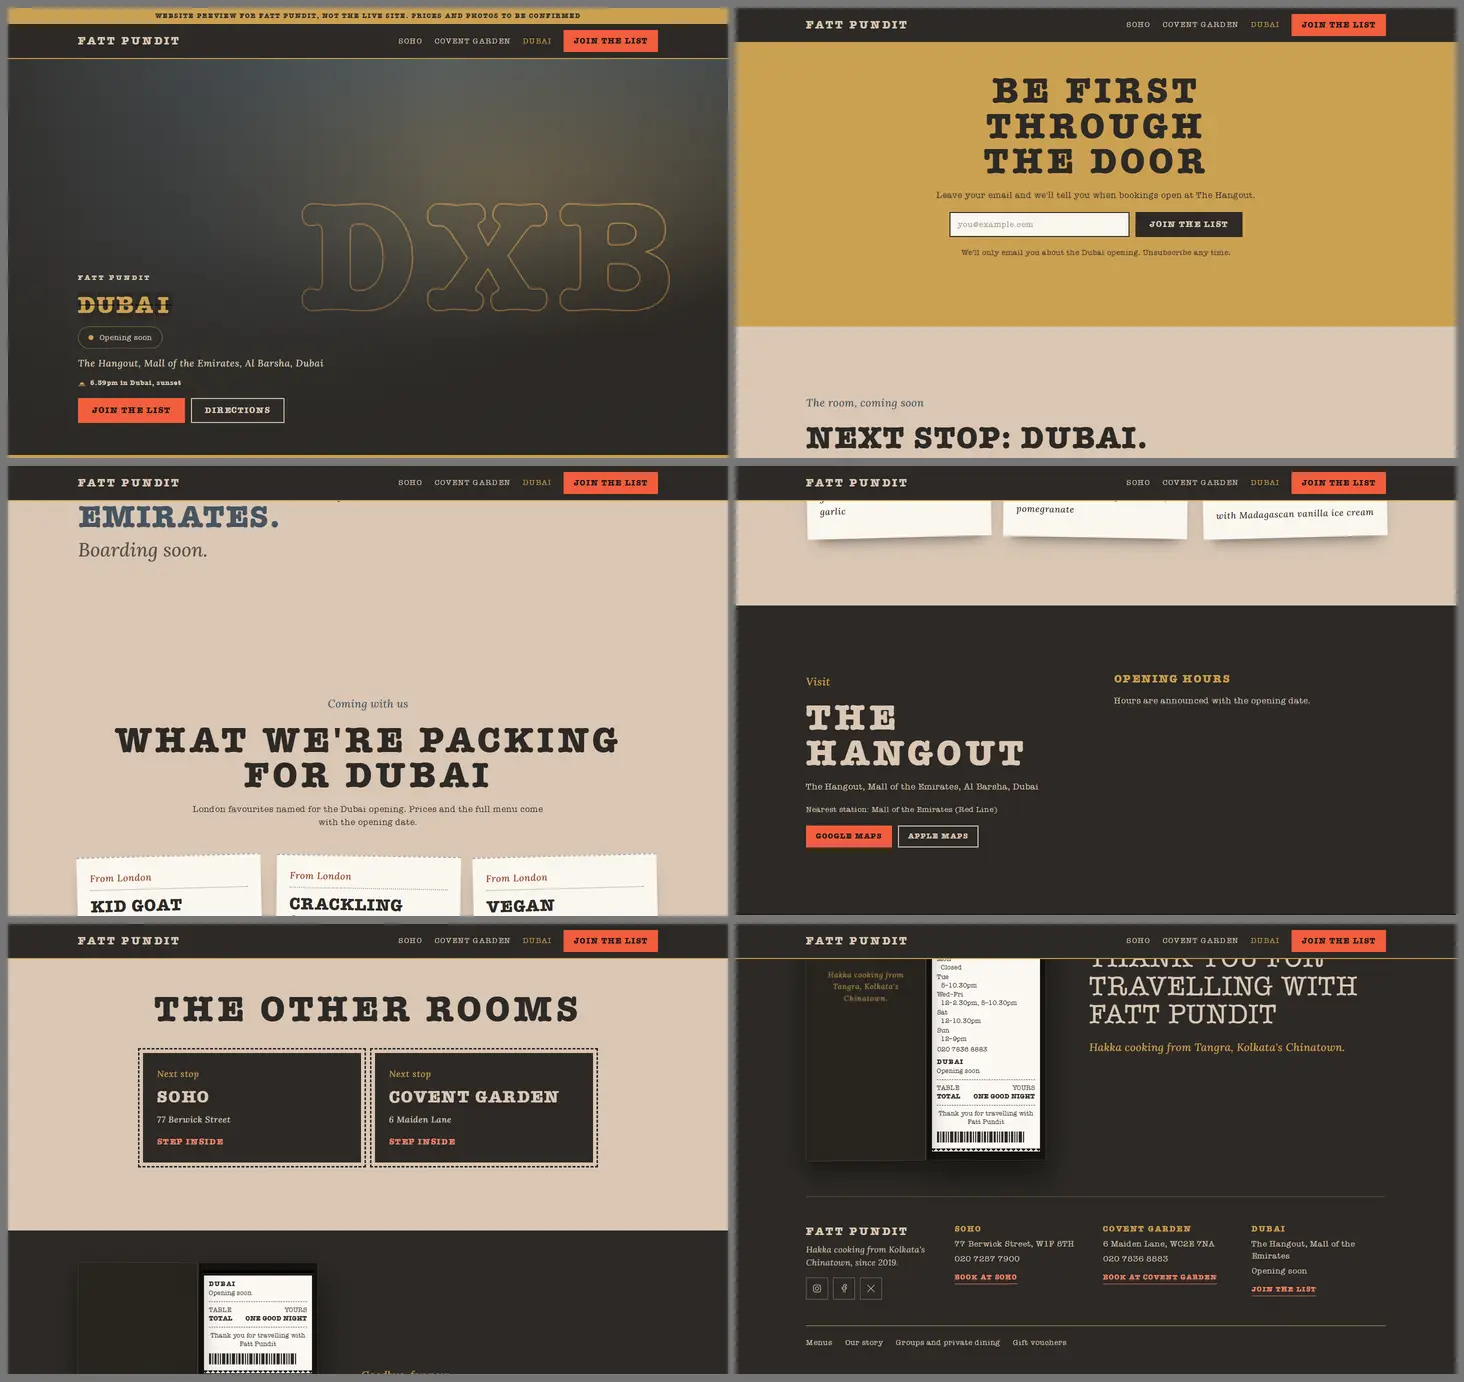 WEBSITE PREVIEW FOR FATT PUNDIT, NOT THE LIVE SITE. PRICES AND PHOTOS TO BE CONFIRMED
FATT PUNDIT
SOHO COVENT GARDEN DUBAI JOIN THE LIST
DXB
FATT PUNDIT
DUBAI
Opening soon
The Hangout, Mall of the Emirates, Al Barsha, Dubai
6.59pm in Dubai, sunset
JOIN THE LIST DIRECTIONS
FATT PUNDIT
SOHO COVENT GARDEN DUBAI JOIN THE LIST
BE FIRST
THROUGH
THE DOOR
Leave your email and we'll tell you when bookings open at The Hangout.
you@example.com JOIN THE LIST
We'll only email you about the Dubai opening. Unsubscribe any time.
The room, coming soon
NEXT STOP: DUBAI.
FATT PUNDIT
SOHO COVENT GARDEN DUBAI JOIN THE LIST
EMIRATES.
Boarding soon.
Coming with us
WHAT WE'RE PACKING
FOR DUBAI
London favourites named for the Dubai opening. Prices and the full menu come
with the opening date.
From London
KID GOAT
From London
CRACKLING
From London
VEGAN
FATT PUNDIT
SOHO COVENT GARDEN DUBAI JOIN THE LIST
garlic
pomegranate
with Madagascan vanilla ice cream
Visit
THE
HANGOUT
The Hangout, Mall of the Emirates, Al Barsha, Dubai
Nearest station: Mall of the Emirates (Red Line)
GOOGLE MAPS APPLE MAPS
OPENING HOURS
Hours are announced with the opening date.
FATT PUNDIT
SOHO COVENT GARDEN DUBAI JOIN THE LIST
THE OTHER ROOMS
Next stop
SOHO
77 Berwick Street
STEP INSIDE
Next stop
COVENT GARDEN
6 Maiden Lane
STEP INSIDE
DUBAI
Opening soon
TABLE YOURS
TOTAL ONE GOOD NIGHT
Thank you for travelling with
Fatt Pundit
FATT PUNDIT
SOHO COVENT GARDEN DUBAI JOIN THE LIST
Hakka cooking from
Tangra, Kolkata's
Chinatown.
Mon
Closed
Tue
5-10.30pm
Wed-Fri
12-2.30pm, 5-10.30pm
Sat
12-10.30pm
Sun
12-9pm
020 7836 8883
DUBAI
Opening soon
TABLE YOURS
TOTAL ONE GOOD NIGHT
Thank you for travelling with
Fatt Pundit
THANK YOU FOR
TRAVELLING WITH
FATT PUNDIT
Hakka cooking from Tangra, Kolkata's Chinatown.
FATT PUNDIT
Hakka cooking from Kolkata's
Chinatown, since 2019.
SOHO
77 Berwick Street, W1F 8TH
020 7287 7900
BOOK AT SOHO
COVENT GARDEN
6 Maiden Lane, WC2E 7NA
020 7836 8883
BOOK AT COVENT GARDEN
DUBAI
The Hangout, Mall of the
Emirates
Opening soon
JOIN THE LIST
Menus Our story Groups and private dining Gift vouchers